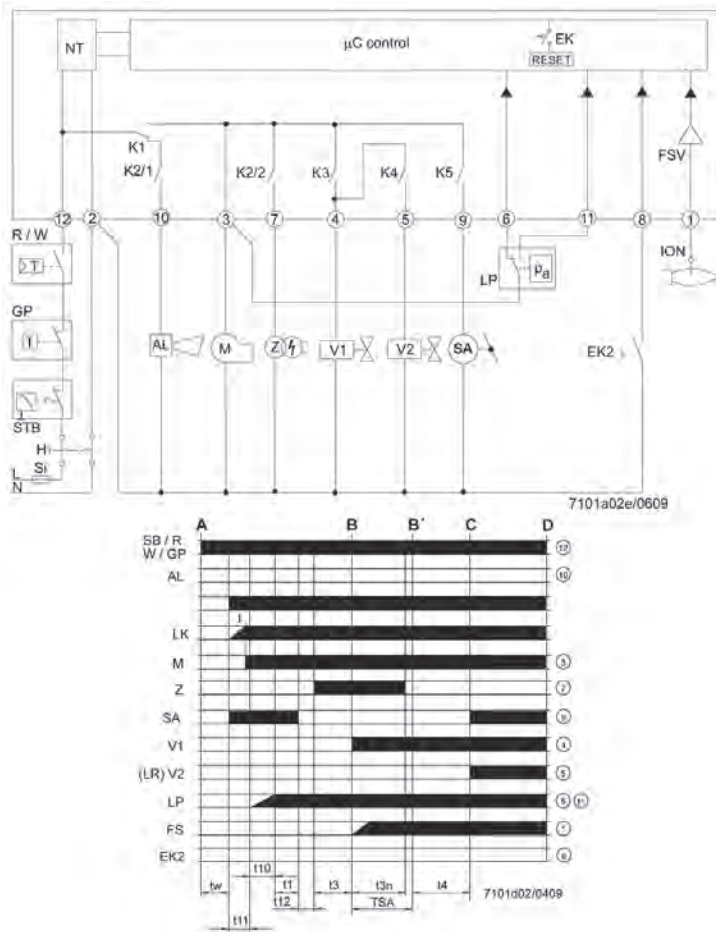 NT
µC control
EK
RESET
K1
K2/1
K2/2
K3
K4
K5
FSV
12 2 10 3 7 4 5 9 6 11 8 1
R / W
T
GP
STB
H
Si
L
N
AL
M
Z
V1
V2
SA
LP
Pa
ION
EK2
7101a02e/0609
A B B' C D
SB / R
W / GP
12
AL
10
LK
M
3
Z
7
SA
9
V1
4
(LR) V2
5
LP
6 11
FS
1
EK2
8
t10
tw t1 t3 t3n t4
t12 TSA
t11
7101d02/0409